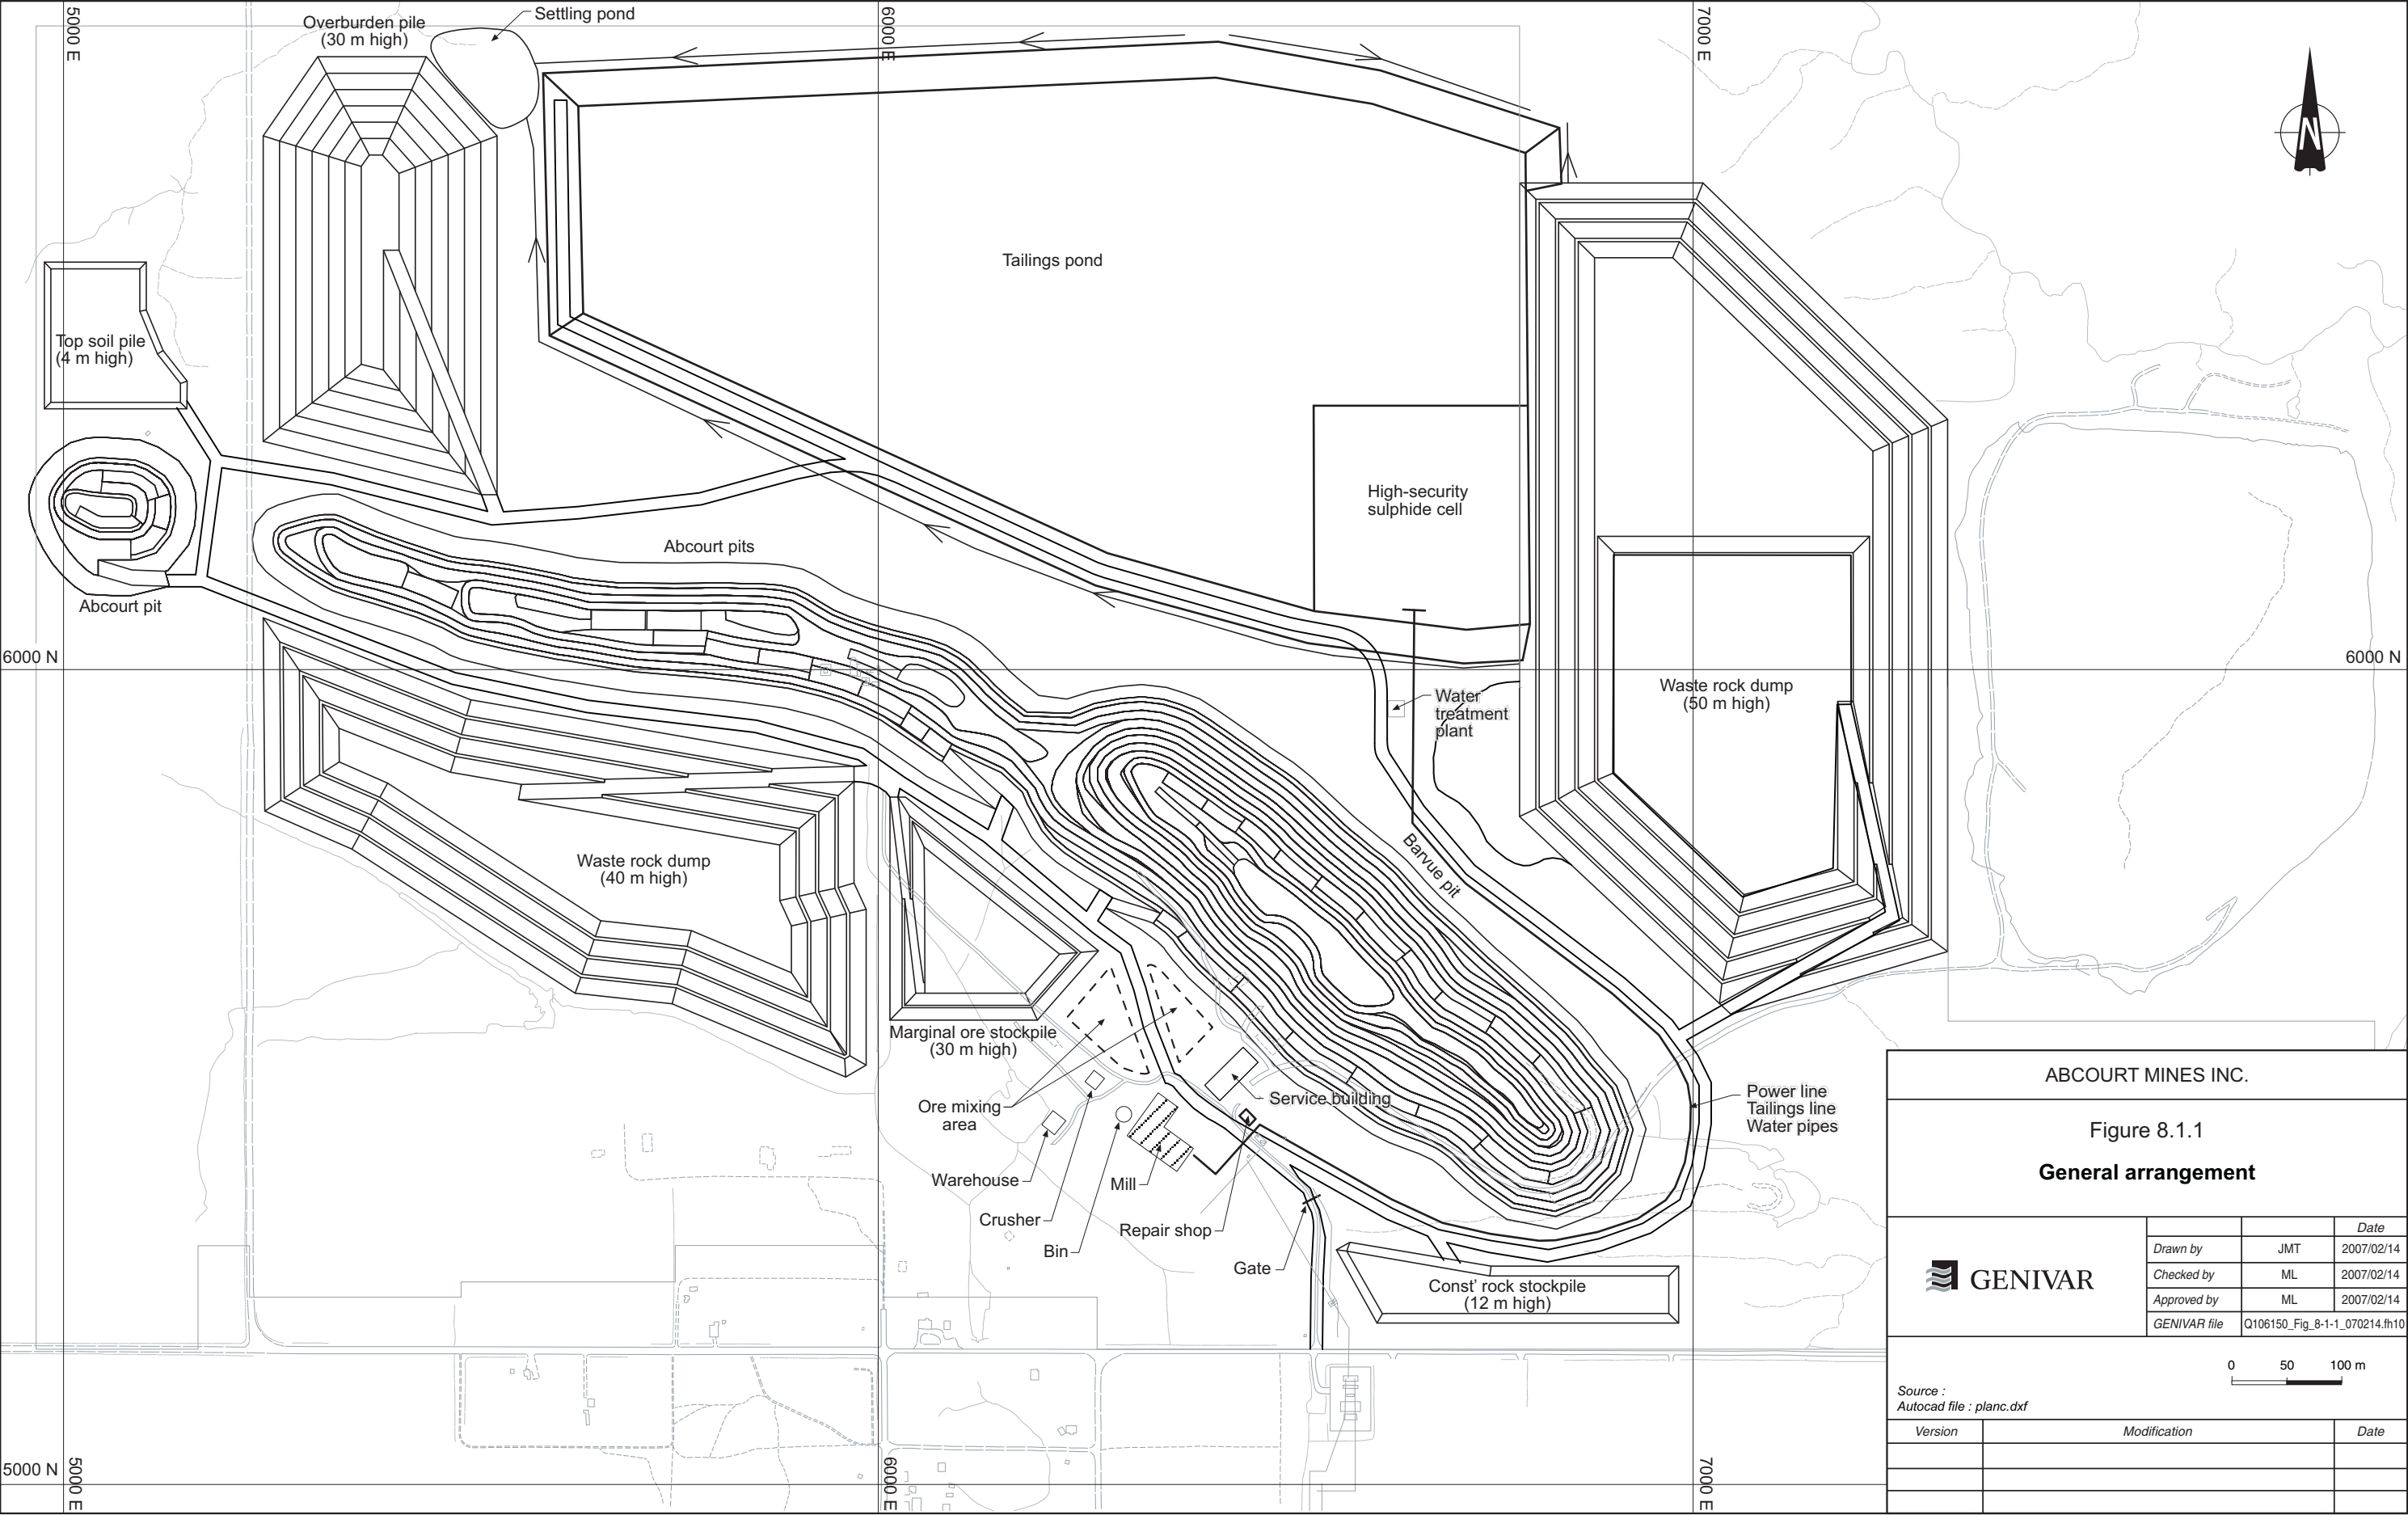 5000 E
6000 E
7000 E
Settling pond
Overburden pile
(30 m high)
N
Tailings pond
Top soil pile
(4 m high)
High-security
sulphide cell
Abcourt pits
Abcourt pit
6000 N
6000 N
Water
treatment
plant
Waste rock dump
(50 m high)
Barvue pit
Waste rock dump
(40 m high)
Marginal ore stockpile
(30 m high)
Ore mixing
area
Service building
Power line
Tailings line
Water pipes
Warehouse
Mill
Crusher
Repair shop
Bin
Gate
Const' rock stockpile
(12 m high)
5000 N
5000 E
6000 E
7000 E
ABCOURT MINES INC.
Figure 8.1.1
General arrangement
GENIVAR
Date
Drawn by JMT 2007/02/14
Checked by ML 2007/02/14
Approved by ML 2007/02/14
GENIVAR file Q106150_Fig_8-1-1_070214.fh10
0 50 100 m
Source :
Autocad file : planc.dxf
Version Modification Date